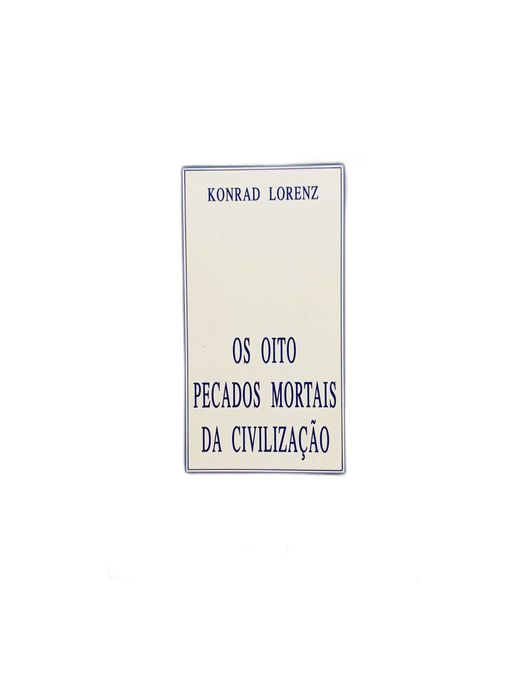 KONRAD LORENZ
OS OITO
PECADOS MORTAIS
DA CIVILIZAÇÃO